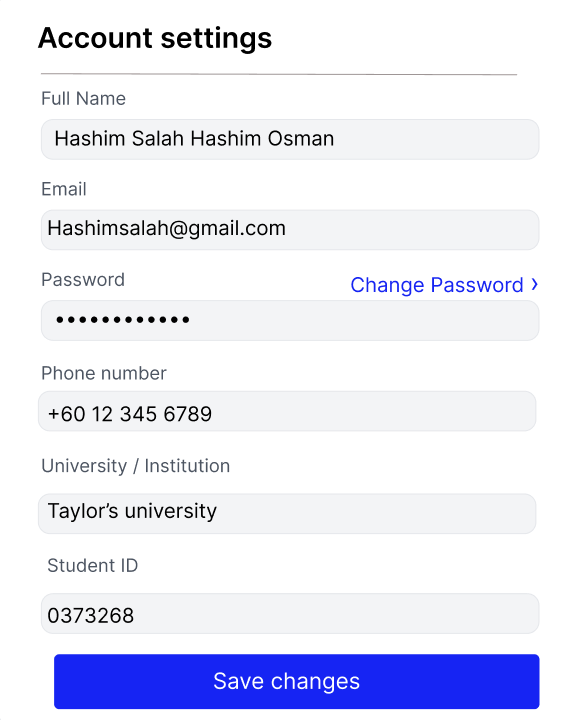 Account settings
Full Name
Hashim Salah Hashim Osman
Email
Hashimsalah@gmail.com
Password
Change Password ›
••••••••••••
Phone number
+60 12 345 6789
University / Institution
Taylor’s university
Student ID
0373268
Save changes